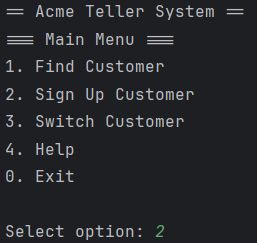 == Acme Teller System ==
=== Main Menu ===
1. Find Customer
2. Sign Up Customer
3. Switch Customer
4. Help
0. Exit
Select option: 2